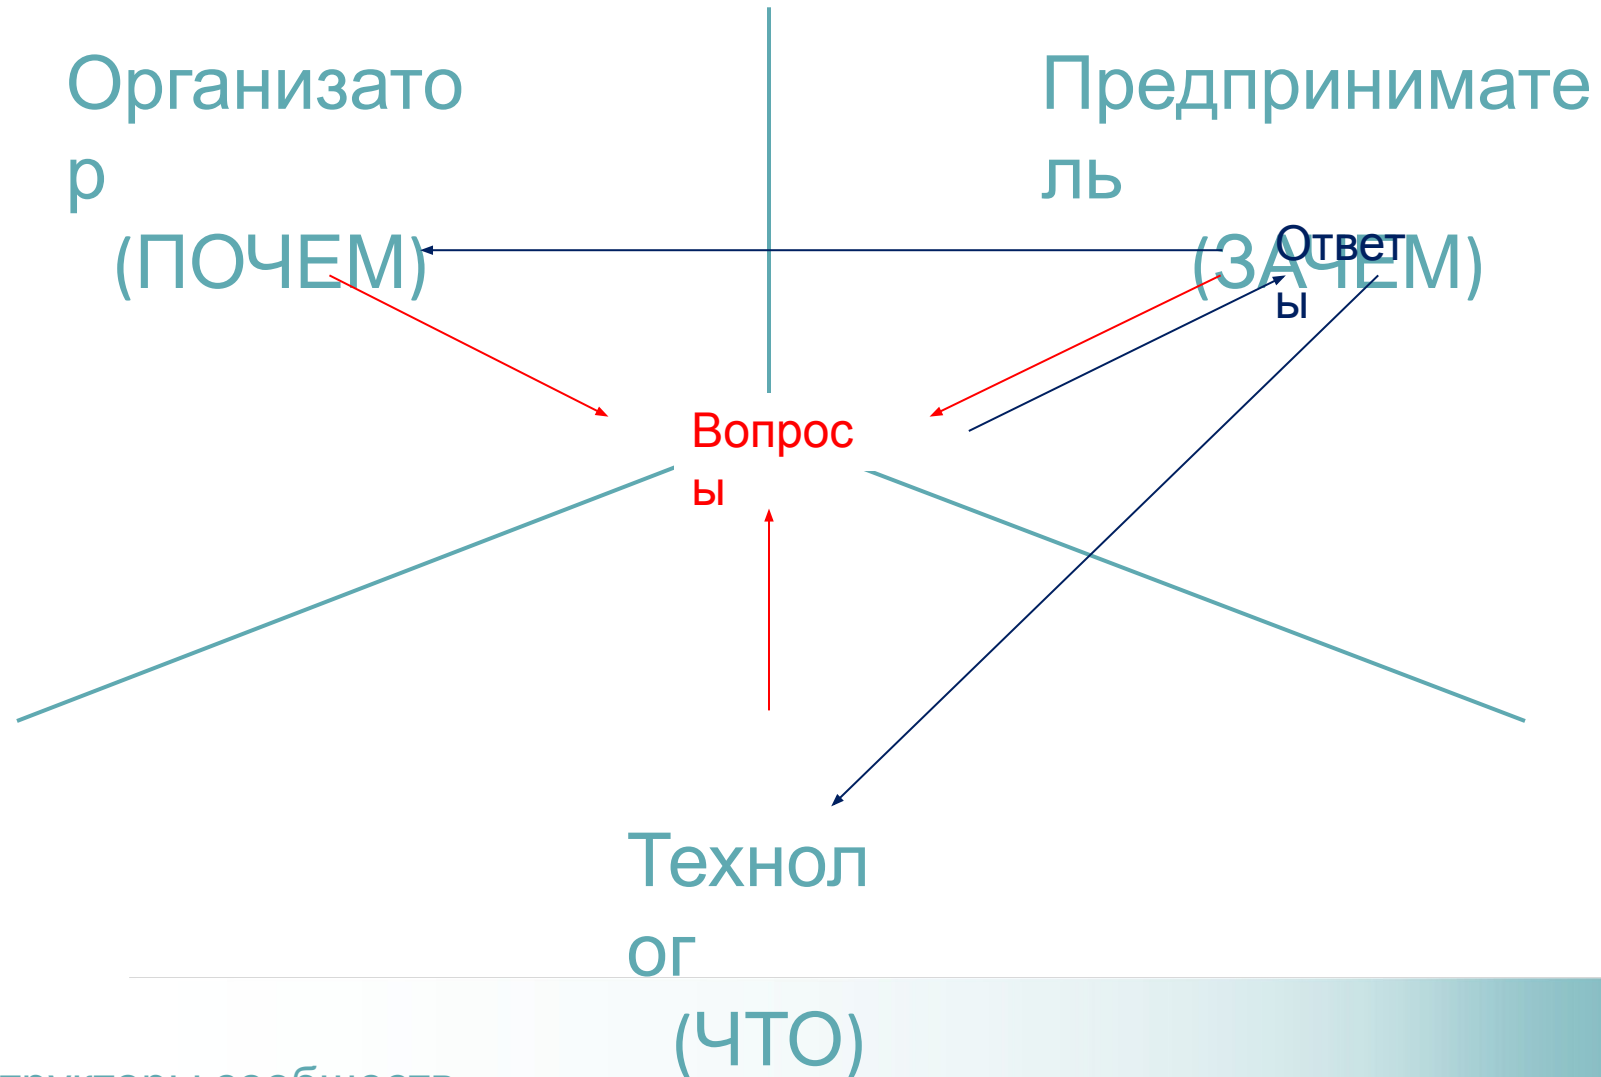 Организато
р
(ПОЧЕМ)
Предпринимате
ль
(ЗАЧЕМ)
Ответ
ы
Вопрос
ы
Технол
ог
(ЧТО)